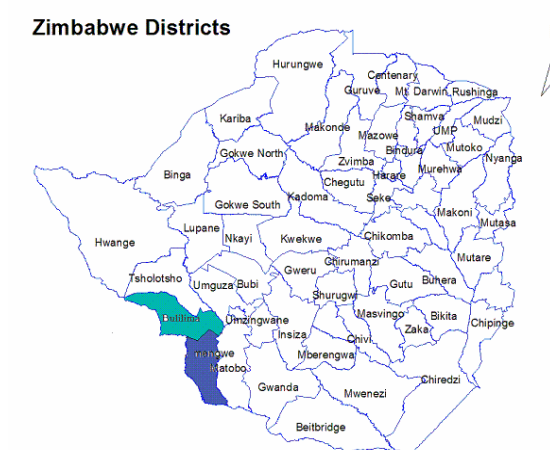 Zimbabwe Districts
Hurungwe
Centenary
Guruve
Mt Darwin
Rushinga
Kariba
Makonde
Shamva
Mudzi
Mazowe
UMP
Gokwe North
Bindura
Mutoko
Zvimba
Nyanga
Binga
Chegutu
Harare
Murehwa
Gokwe South
Kadoma
Seke
Makoni
Mutasa
Hwange
Lupane
Nkayi
Kwekwe
Chikomba
Mutare
Tsholotsho
Umguza
Bubi
Gweru
Chirumanzi
Gutu
Buhera
Shurugwi
Bulilima
Umzingwane
Insiza
Masvingo
Bikita
Chipinge
Zaka
Chivi
mangwe
Matobo
Mberengwa
Gwanda
Mwenezi
Chiredzi
Beitbridge